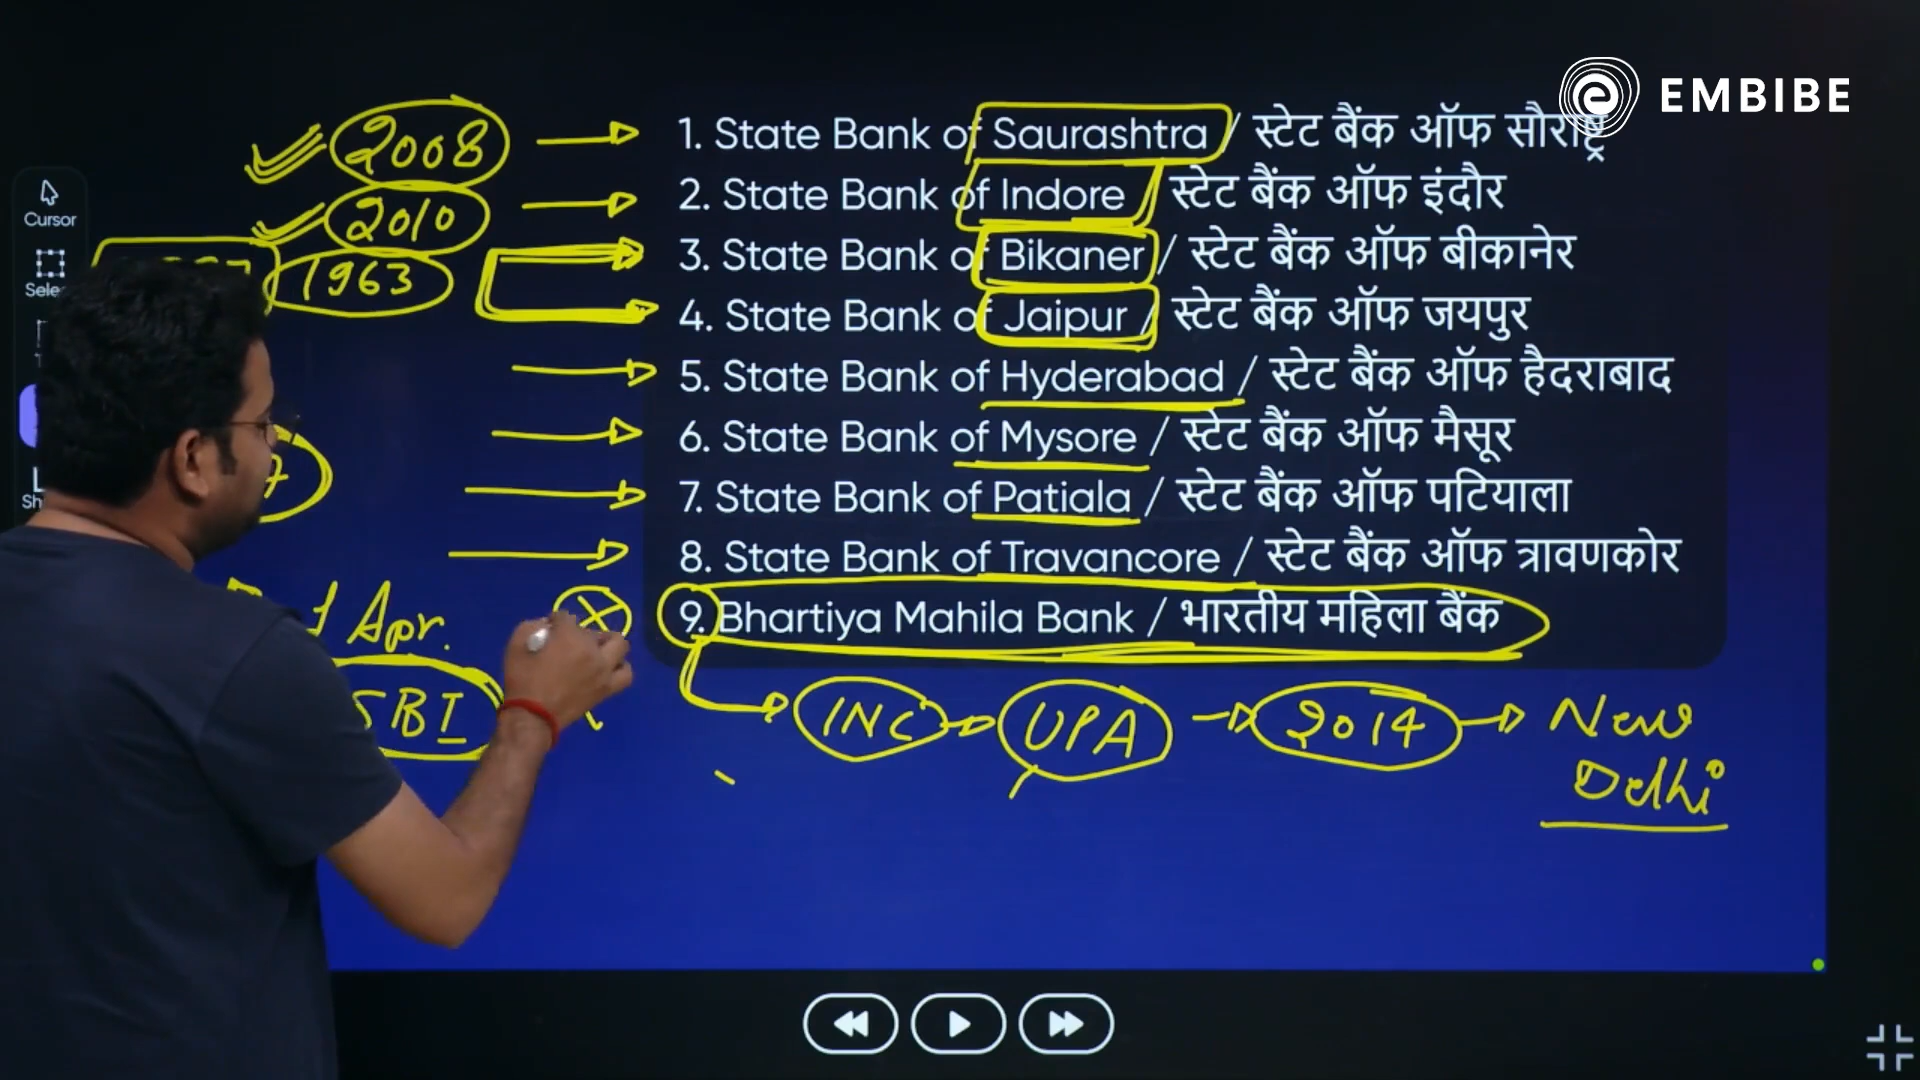 EMBIBE
2008
1. State Bank of Saurashtra / स्टेट बैंक ऑफ सौराष्ट्र
2010
2. State Bank of Indore / स्टेट बैंक ऑफ इंदौर
1963
3. State Bank of Bikaner / स्टेट बैंक ऑफ बीकानेर
4. State Bank of Jaipur / स्टेट बैंक ऑफ जयपुर
5. State Bank of Hyderabad / स्टेट बैंक ऑफ हैदराबाद
6. State Bank of Mysore / स्टेट बैंक ऑफ मैसूर
7. State Bank of Patiala / स्टेट बैंक ऑफ पटियाला
8. State Bank of Travancore / स्टेट बैंक ऑफ त्रावणकोर
1 Apr.
9. Bhartiya Mahila Bank / भारतीय महिला बैंक
SBI
INC UPA 2014 New
Delhi
Cursor